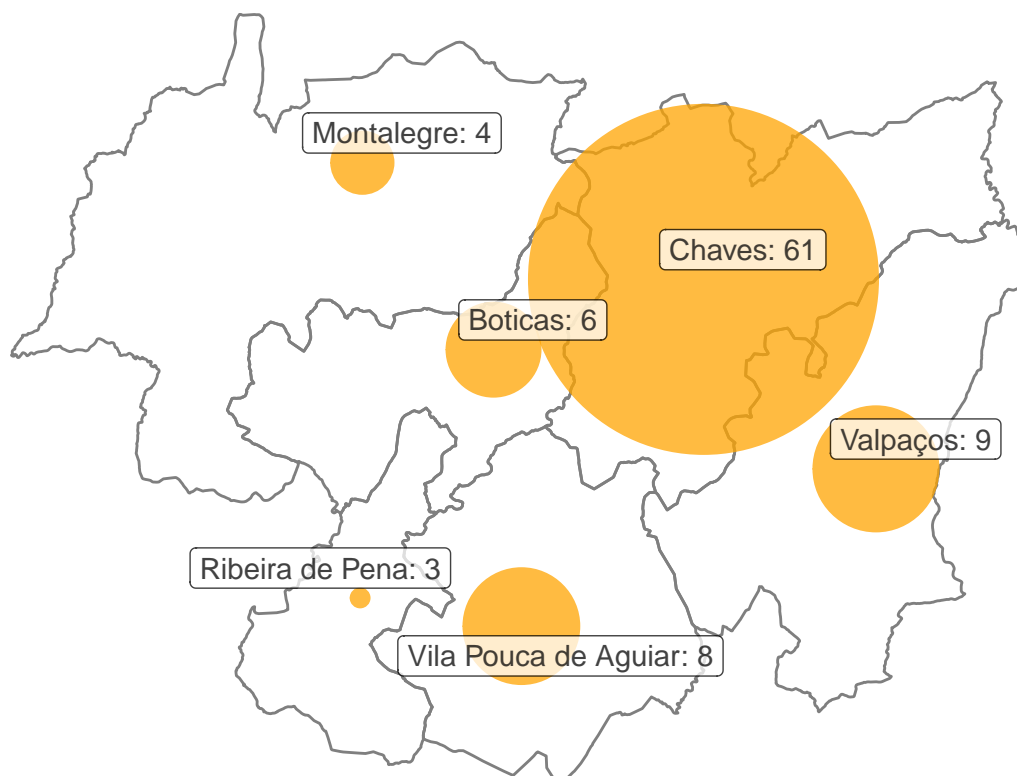 Montalegre: 4
Chaves: 61
Boticas: 6
Valpaços: 9
Ribeira de Pena: 3
Vila Pouca de Aguiar: 8